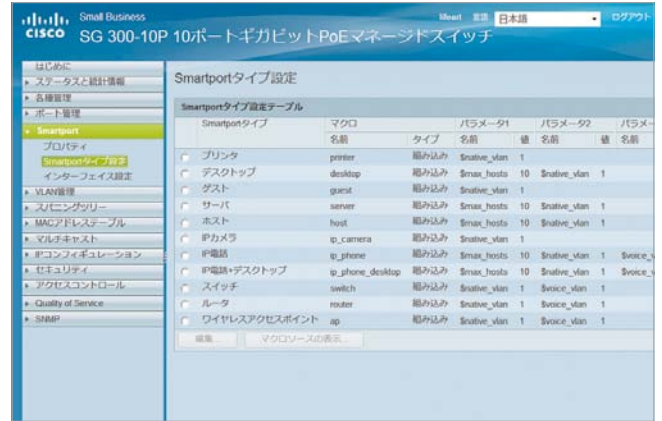 Small Business
cisco SG 300-10P 10ポートギガビットPoEマネージドスイッチ
言語 日本語 ログアウト
はじめに
ステータスと統計情報
各種管理
ポート管理
Smartport
プロパティ
Smartportタイプ設定
インターフェイス設定
VLAN管理
スパニングツリー
MACアドレステーブル
マルチキャスト
IPコンフィギュレーション
セキュリティ
アクセスコントロール
Quality of Service
SNMP
Smartportタイプ設定
Smartportタイプ設定テーブル
Smartportタイプ マクロ パラメータ1 パラメータ2 パラメー
名前 タイプ 名前 値 名前 値 名前
プリンタ printer 組み込み $native_vlan 1
デスクトップ desktop 組み込み $max_hosts 10 $native_vlan 1
ゲスト guest 組み込み $native_vlan 1
サーバ server 組み込み $max_hosts 10 $native_vlan 1
ホスト host 組み込み $max_hosts 10 $native_vlan 1
IPカメラ ip_camera 組み込み $native_vlan 1
IP電話 ip_phone 組み込み $max_hosts 10 $native_vlan 1 $voice_v
IP電話+デスクトップ ip_phone_desktop 組み込み $max_hosts 10 $native_vlan 1 $voice_v
スイッチ switch 組み込み $native_vlan 1 $voice_vlan 1
ルータ router 組み込み $native_vlan 1 $voice_vlan 1
ワイヤレスアクセスポイント ap 組み込み $native_vlan 1 $voice_vlan 1
編集... マクロソースの表示...